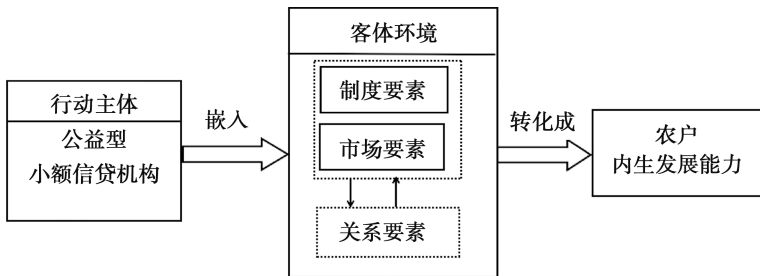 行动主体
公益型
小额信贷机构
嵌入
客体环境
制度要素
市场要素
关系要素
转化成
农户
内生发展能力